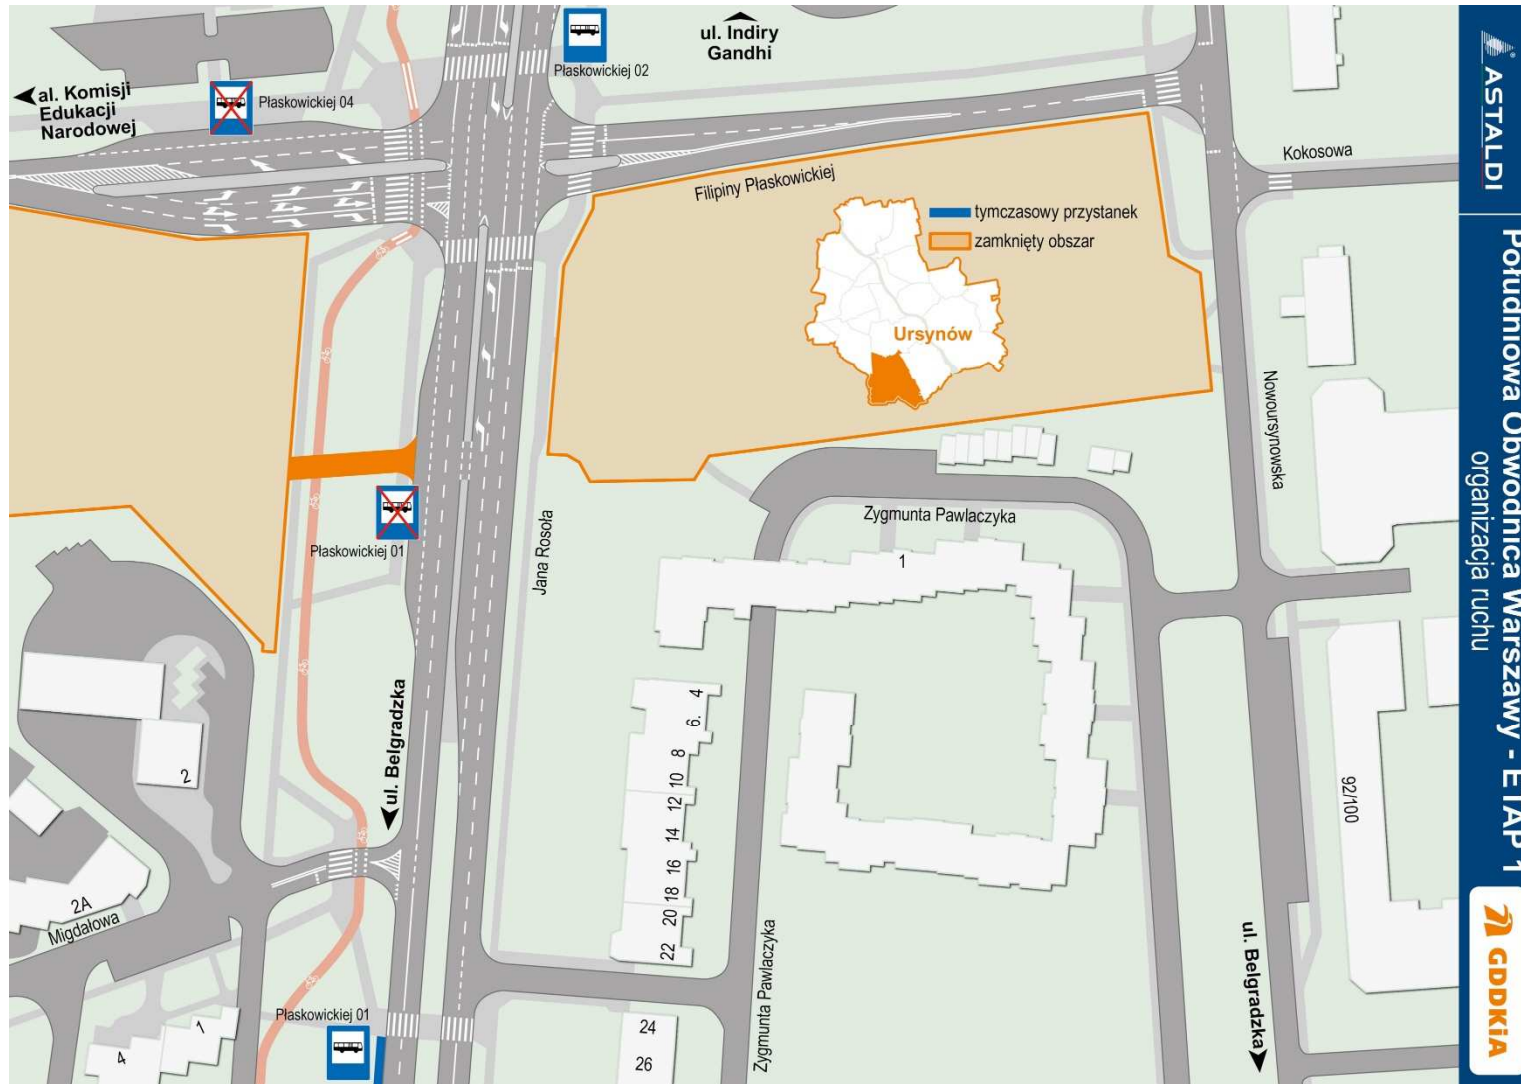 ul. Indiry
Gandhi
Płaskowickiej 02
al. Komisji
Edukacji
Narodowej
Płaskowickiej 04
Kokosowa
Filipiny Płaskowickiej
tymczasowy przystanek
zamknięty obszar
Ursynów
Nowoursynowska
Zygmunta Pawlaczyka
Jana Rosoła
Płaskowickiej 01
1
4
6.
8
10
12
14
16
18
20
22
ul. Belgradzka
2
2A
Migdałowa
92/100
Zygmunta Pawlaczyka
ul. Belgradzka
Płaskowickiej 01
1
4
24
26
ASTALDI
Południowa Obwodnica Warszawy - ETAP 1
organizacja ruchu
GDDKiA